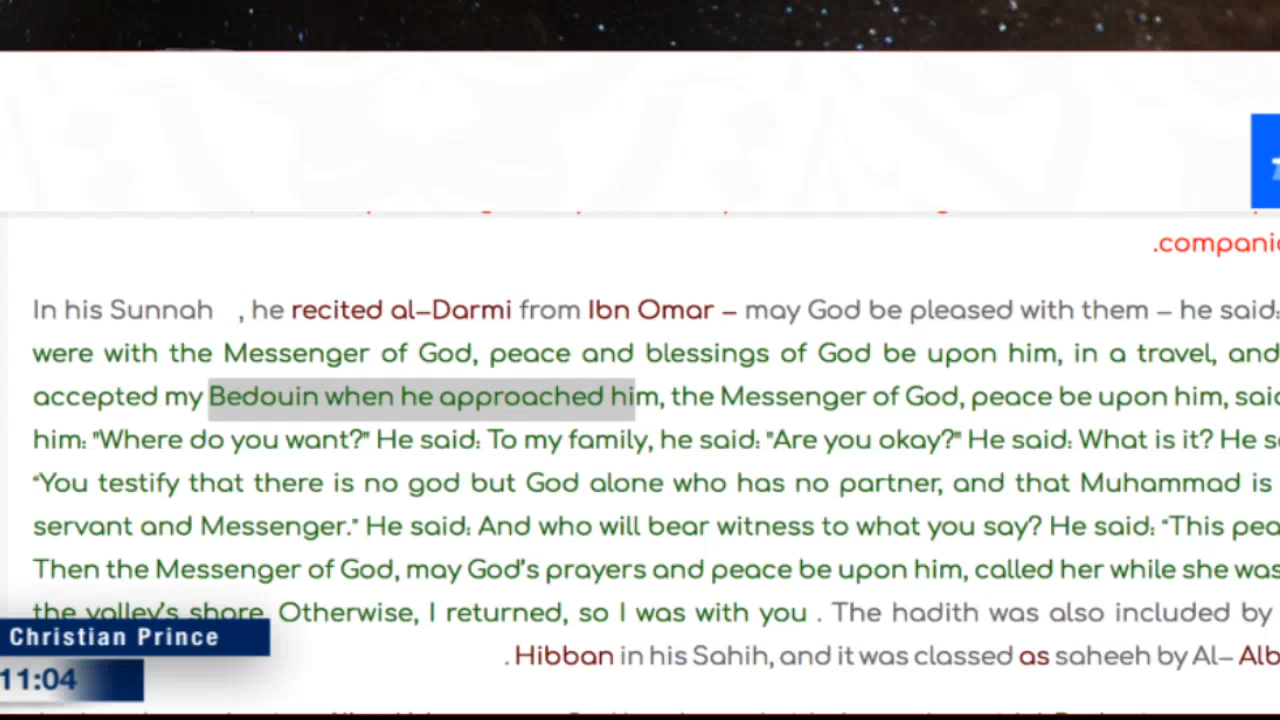 .compani
In his Sunnah , he recited al-Darmi from Ibn Omar – may God be pleased with them – he said:
were with the Messenger of God, peace and blessings of God be upon him, in a travel, and
accepted my Bedouin when he approached him, the Messenger of God, peace be upon him, said
him: "Where do you want?" He said: To my family, he said: "Are you okay?" He said: What is it? He s
“You testify that there is no god but God alone who has no partner, and that Muhammad is
servant and Messenger.” He said: And who will bear witness to what you say? He said: “This pea
Then the Messenger of God, may God's prayers and peace be upon him, called her while she was
the valley's shore Otherwise, I returned, so I was with you . The hadith was also included by
. Hibban in his Sahih, and it was classed as saheeh by Al– Alb
Christian Prince
11:04